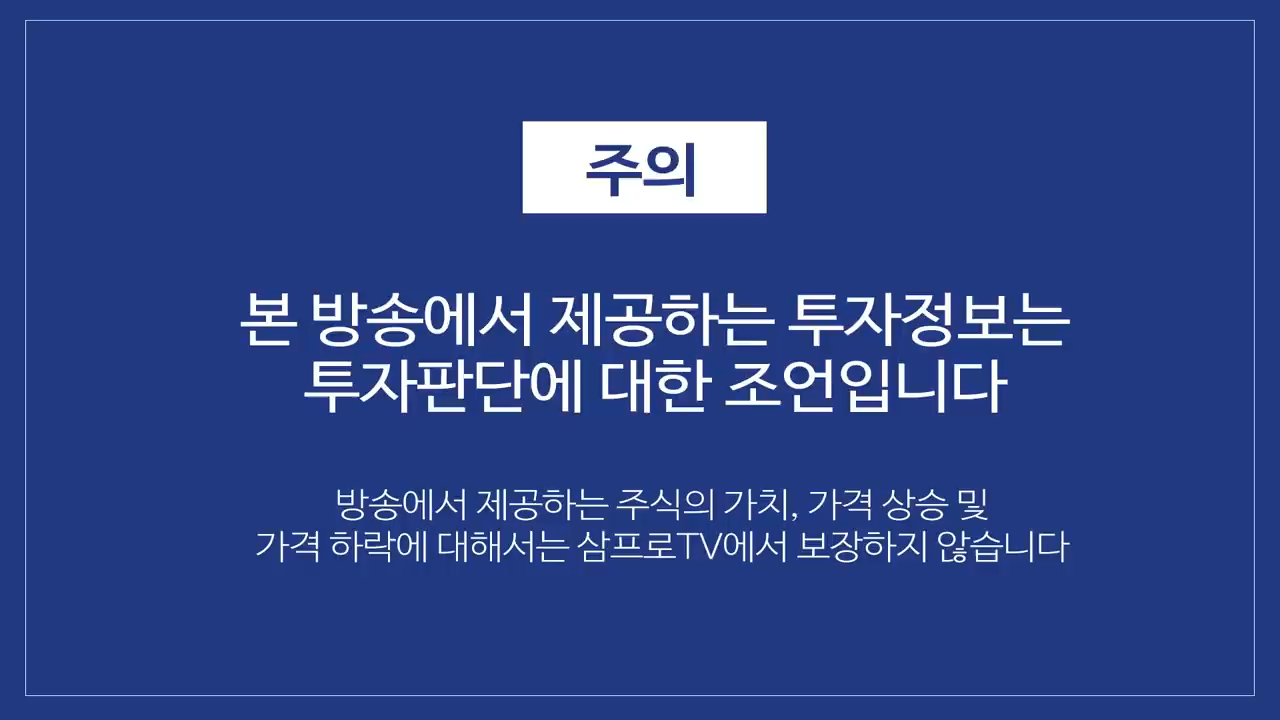 주의
본 방송에서 제공하는 투자정보는
투자판단에 대한 조언입니다
방송에서 제공하는 주식의 가치, 가격 상승 및
가격 하락에 대해서는 삼프로TV에서 보장하지 않습니다